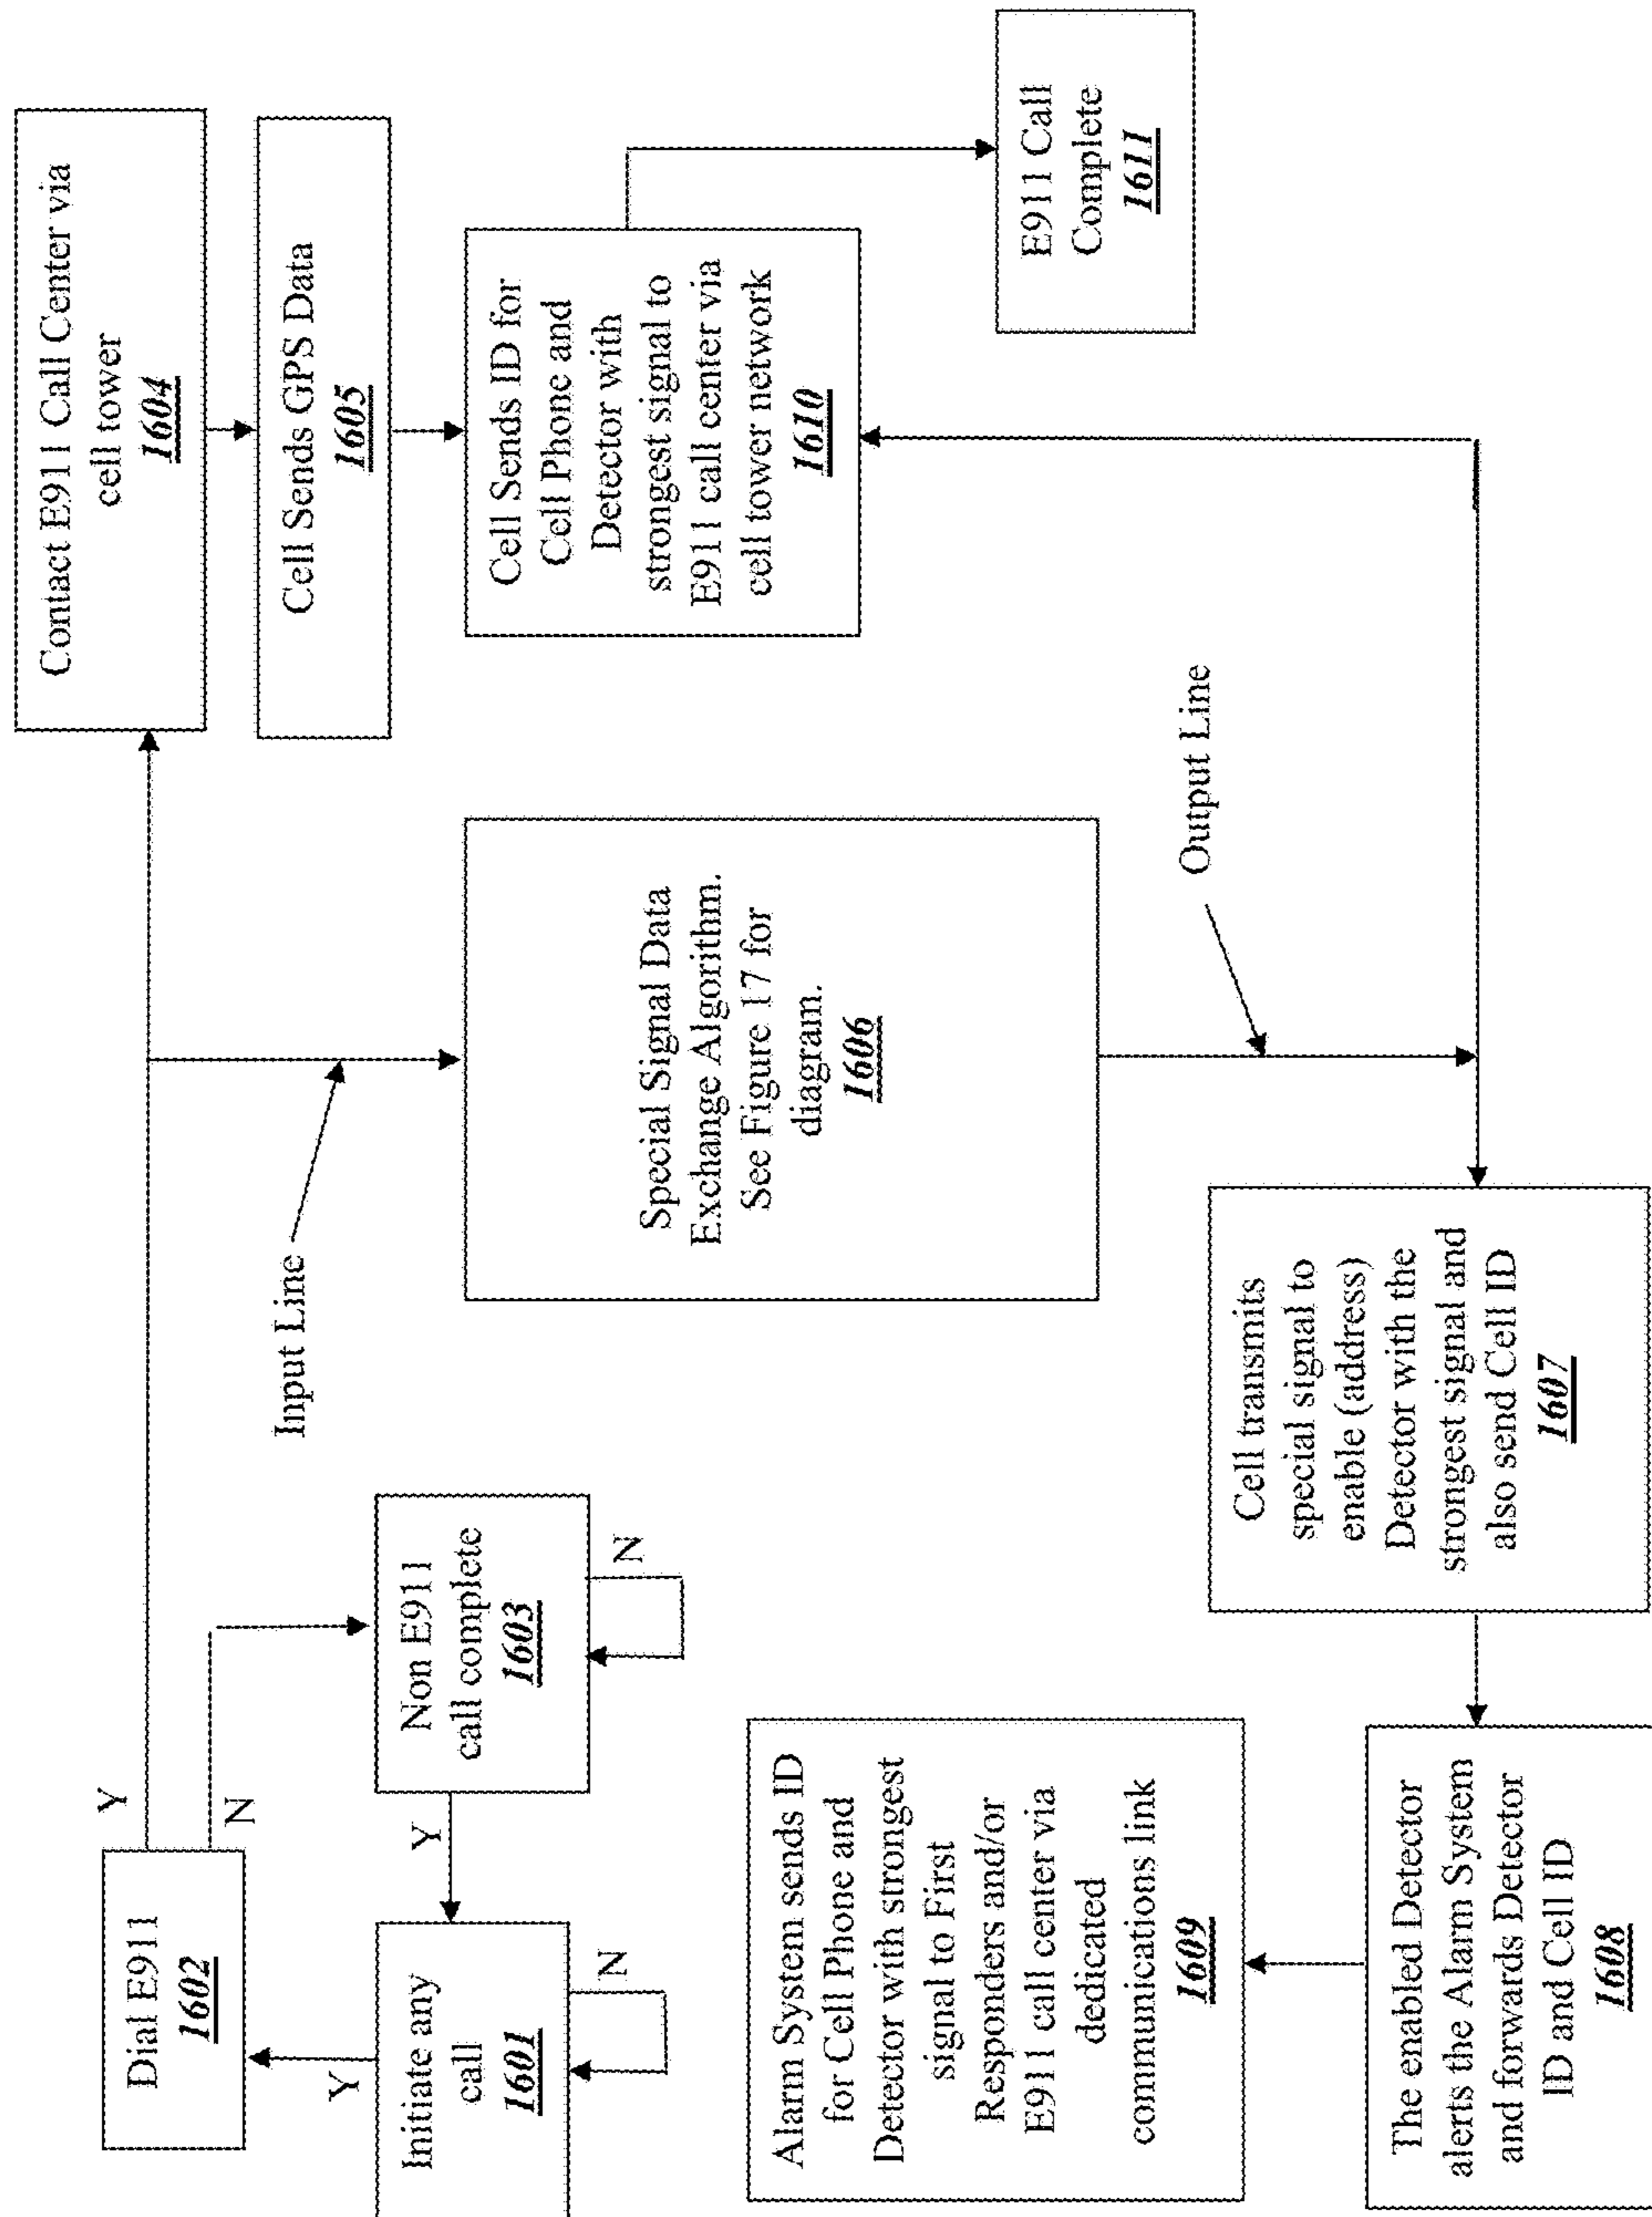 Dial E911
1602
Y
N
Y
Initiate any
call
1601
N
Y
Non E911
call complete
1603
N
Input Line
Contact E911 Call Center via
cell tower
1604
Cell Sends GPS Data
1605
Special Signal Data
Exchange Algorithm.
See Figure 17 for
diagram.
1606
Cell Sends ID for
Cell Phone and
Detector with
strongest signal to
E911 call center via
cell tower network
1610
E911 Call
Complete
1611
Output Line
Alarm System sends ID
for Cell Phone and
Detector with strongest
signal to First
Responders and/or
E911 call center via
dedicated
communications link
1609
Cell transmits
special signal to
enable (address)
Detector with the
strongest signal and
also send Cell ID
1607
The enabled Detector
alerts the Alarm System
and forwards Detector
ID and Cell ID
1608